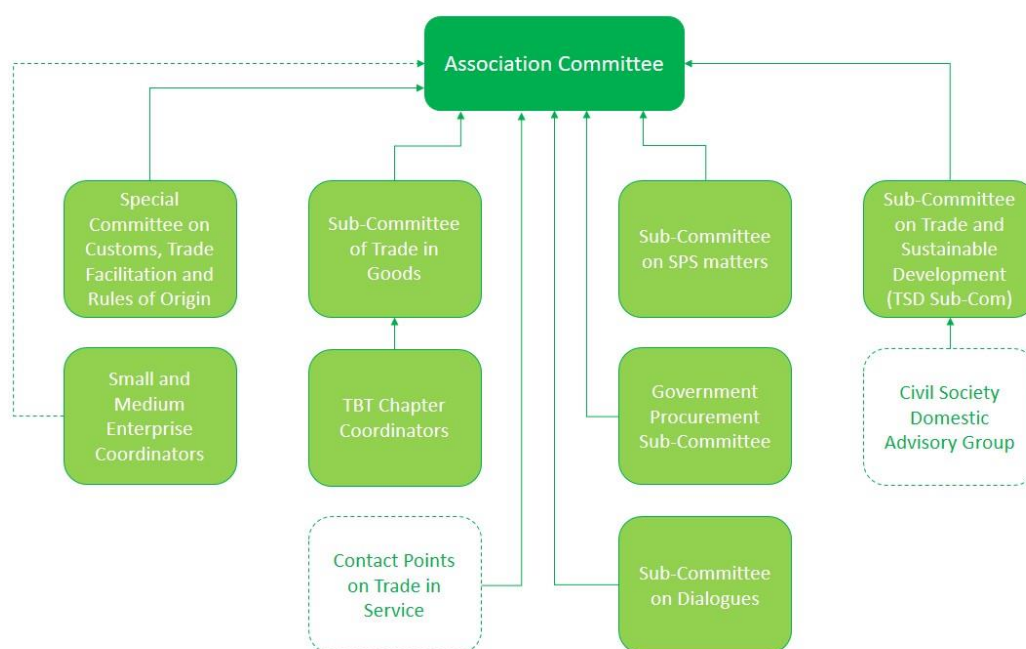 Association Committee
Special
Committee on
Customs, Trade
Facilitation and
Rules of Origin
Sub-Committee
of Trade in
Goods
Sub-Committee
on SPS matters
Sub-Committee
on Trade and
Sustainable
Development
(TSD Sub-Com)
Small and
Medium
Enterprise
Coordinators
TBT Chapter
Coordinators
Government
Procurement
Sub-Committee
Civil Society
Domestic
Advisory Group
Contact Points
on Trade in
Service
Sub-Committee
on Dialogues